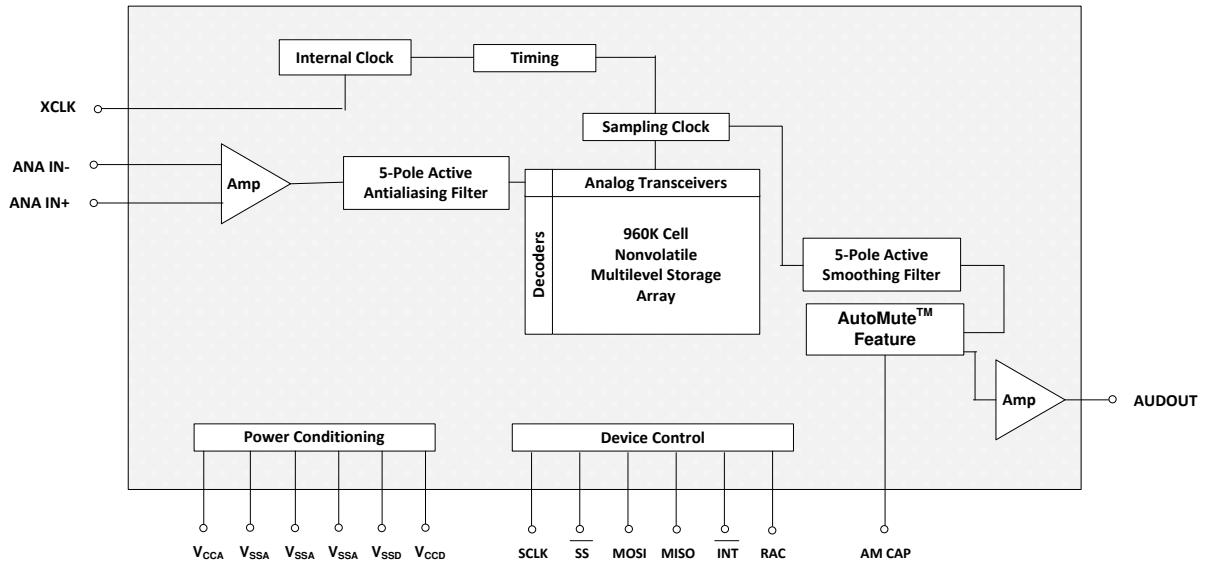 Internal Clock
Timing
XCLK
Sampling Clock
ANA IN-
ANA IN+
Amp
5-Pole Active
Antialiasing Filter
Analog Transceivers
Decoders
960K Cell
Nonvolatile
Multilevel Storage
Array
5-Pole Active
Smoothing Filter
AutoMute™
Feature
Amp
AUDOUT
Power Conditioning
Device Control
VCCA
VSSA
VSSA
VSSA
VSSD
VCCD
SCLK
SS
MOSI
MISO
INT
RAC
AM CAP